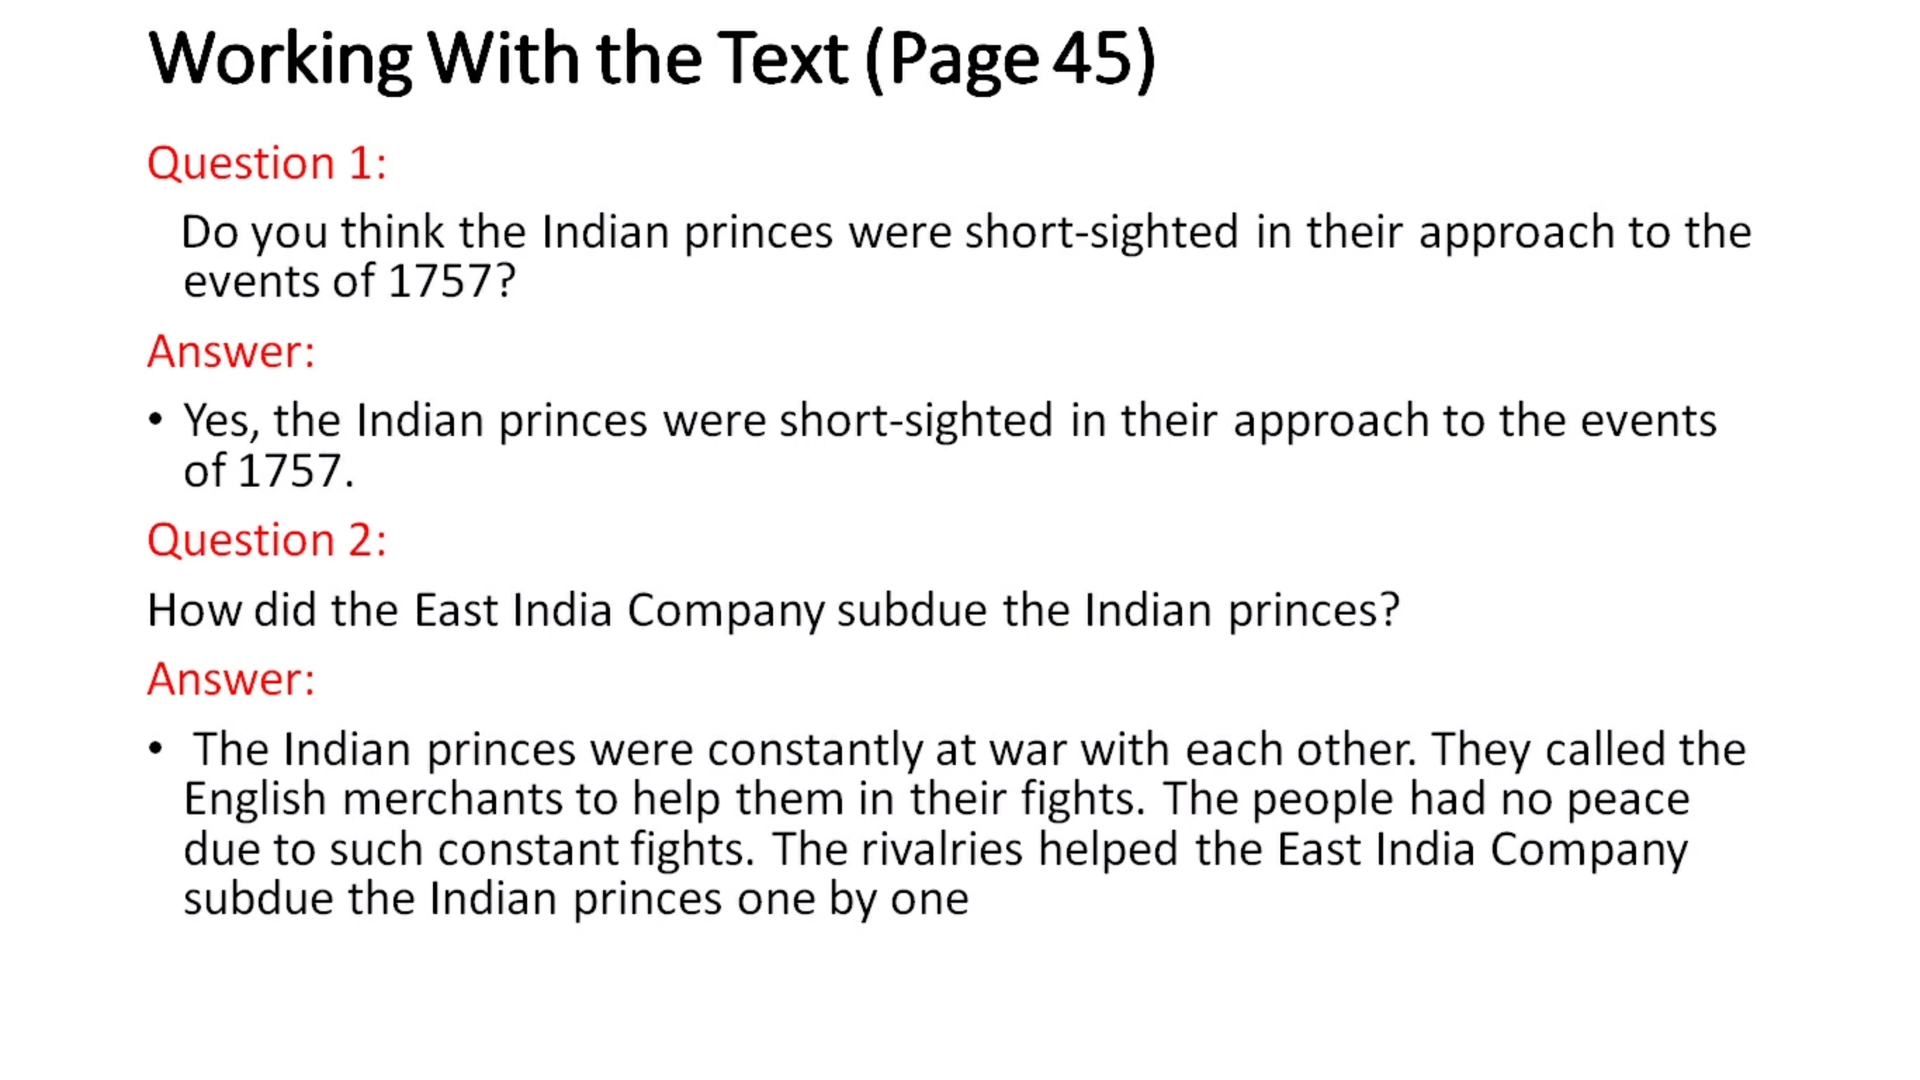 Working With the Text (Page 45)
Question 1:
Do you think the Indian princes were short-sighted in their approach to the
events of 1757?
Answer:
• Yes, the Indian princes were short-sighted in their approach to the events
of 1757.
Question 2:
How did the East India Company subdue the Indian princes?
Answer:
• The Indian princes were constantly at war with each other. They called the
English merchants to help them in their fights. The people had no peace
due to such constant fights. The rivalries helped the East India Company
subdue the Indian princes one by one